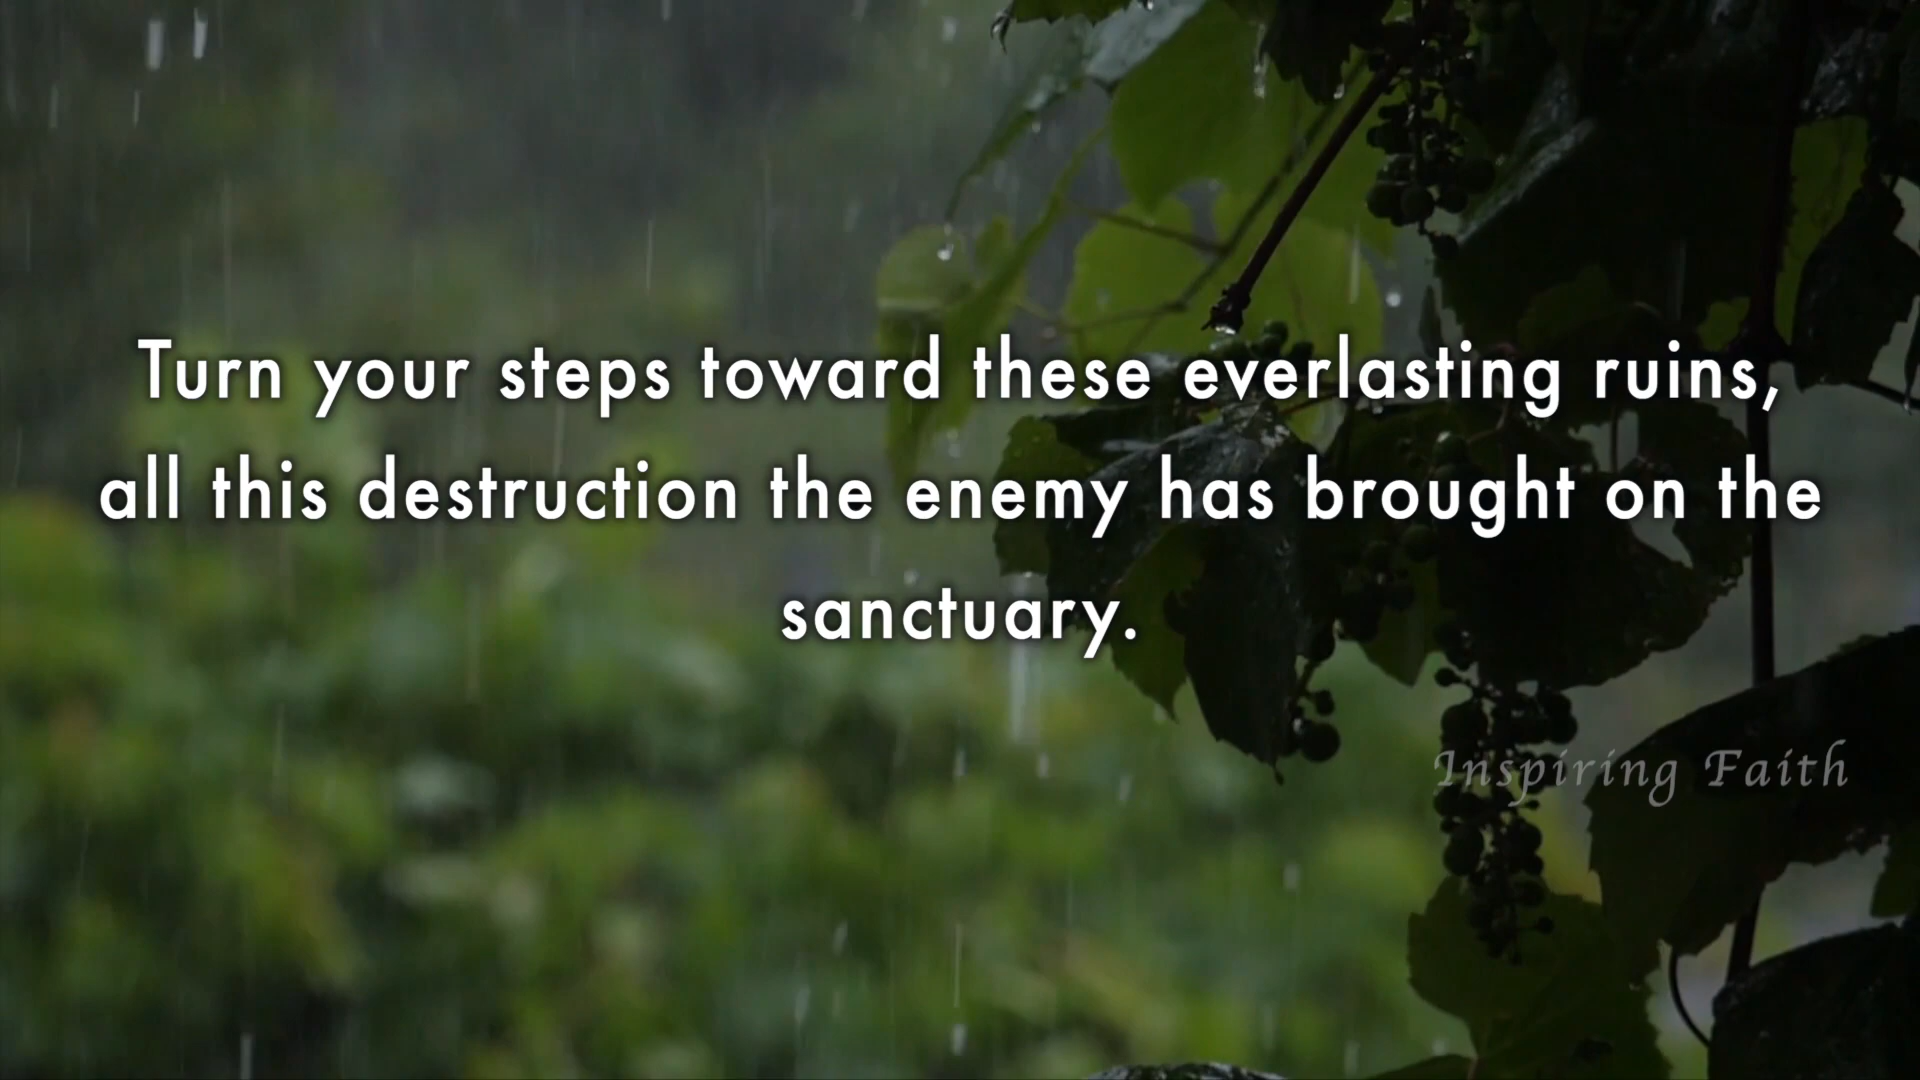 Turn your steps toward these everlasting ruins,
all this destruction the enemy has brought on the
sanctuary.
Inspiring Faith